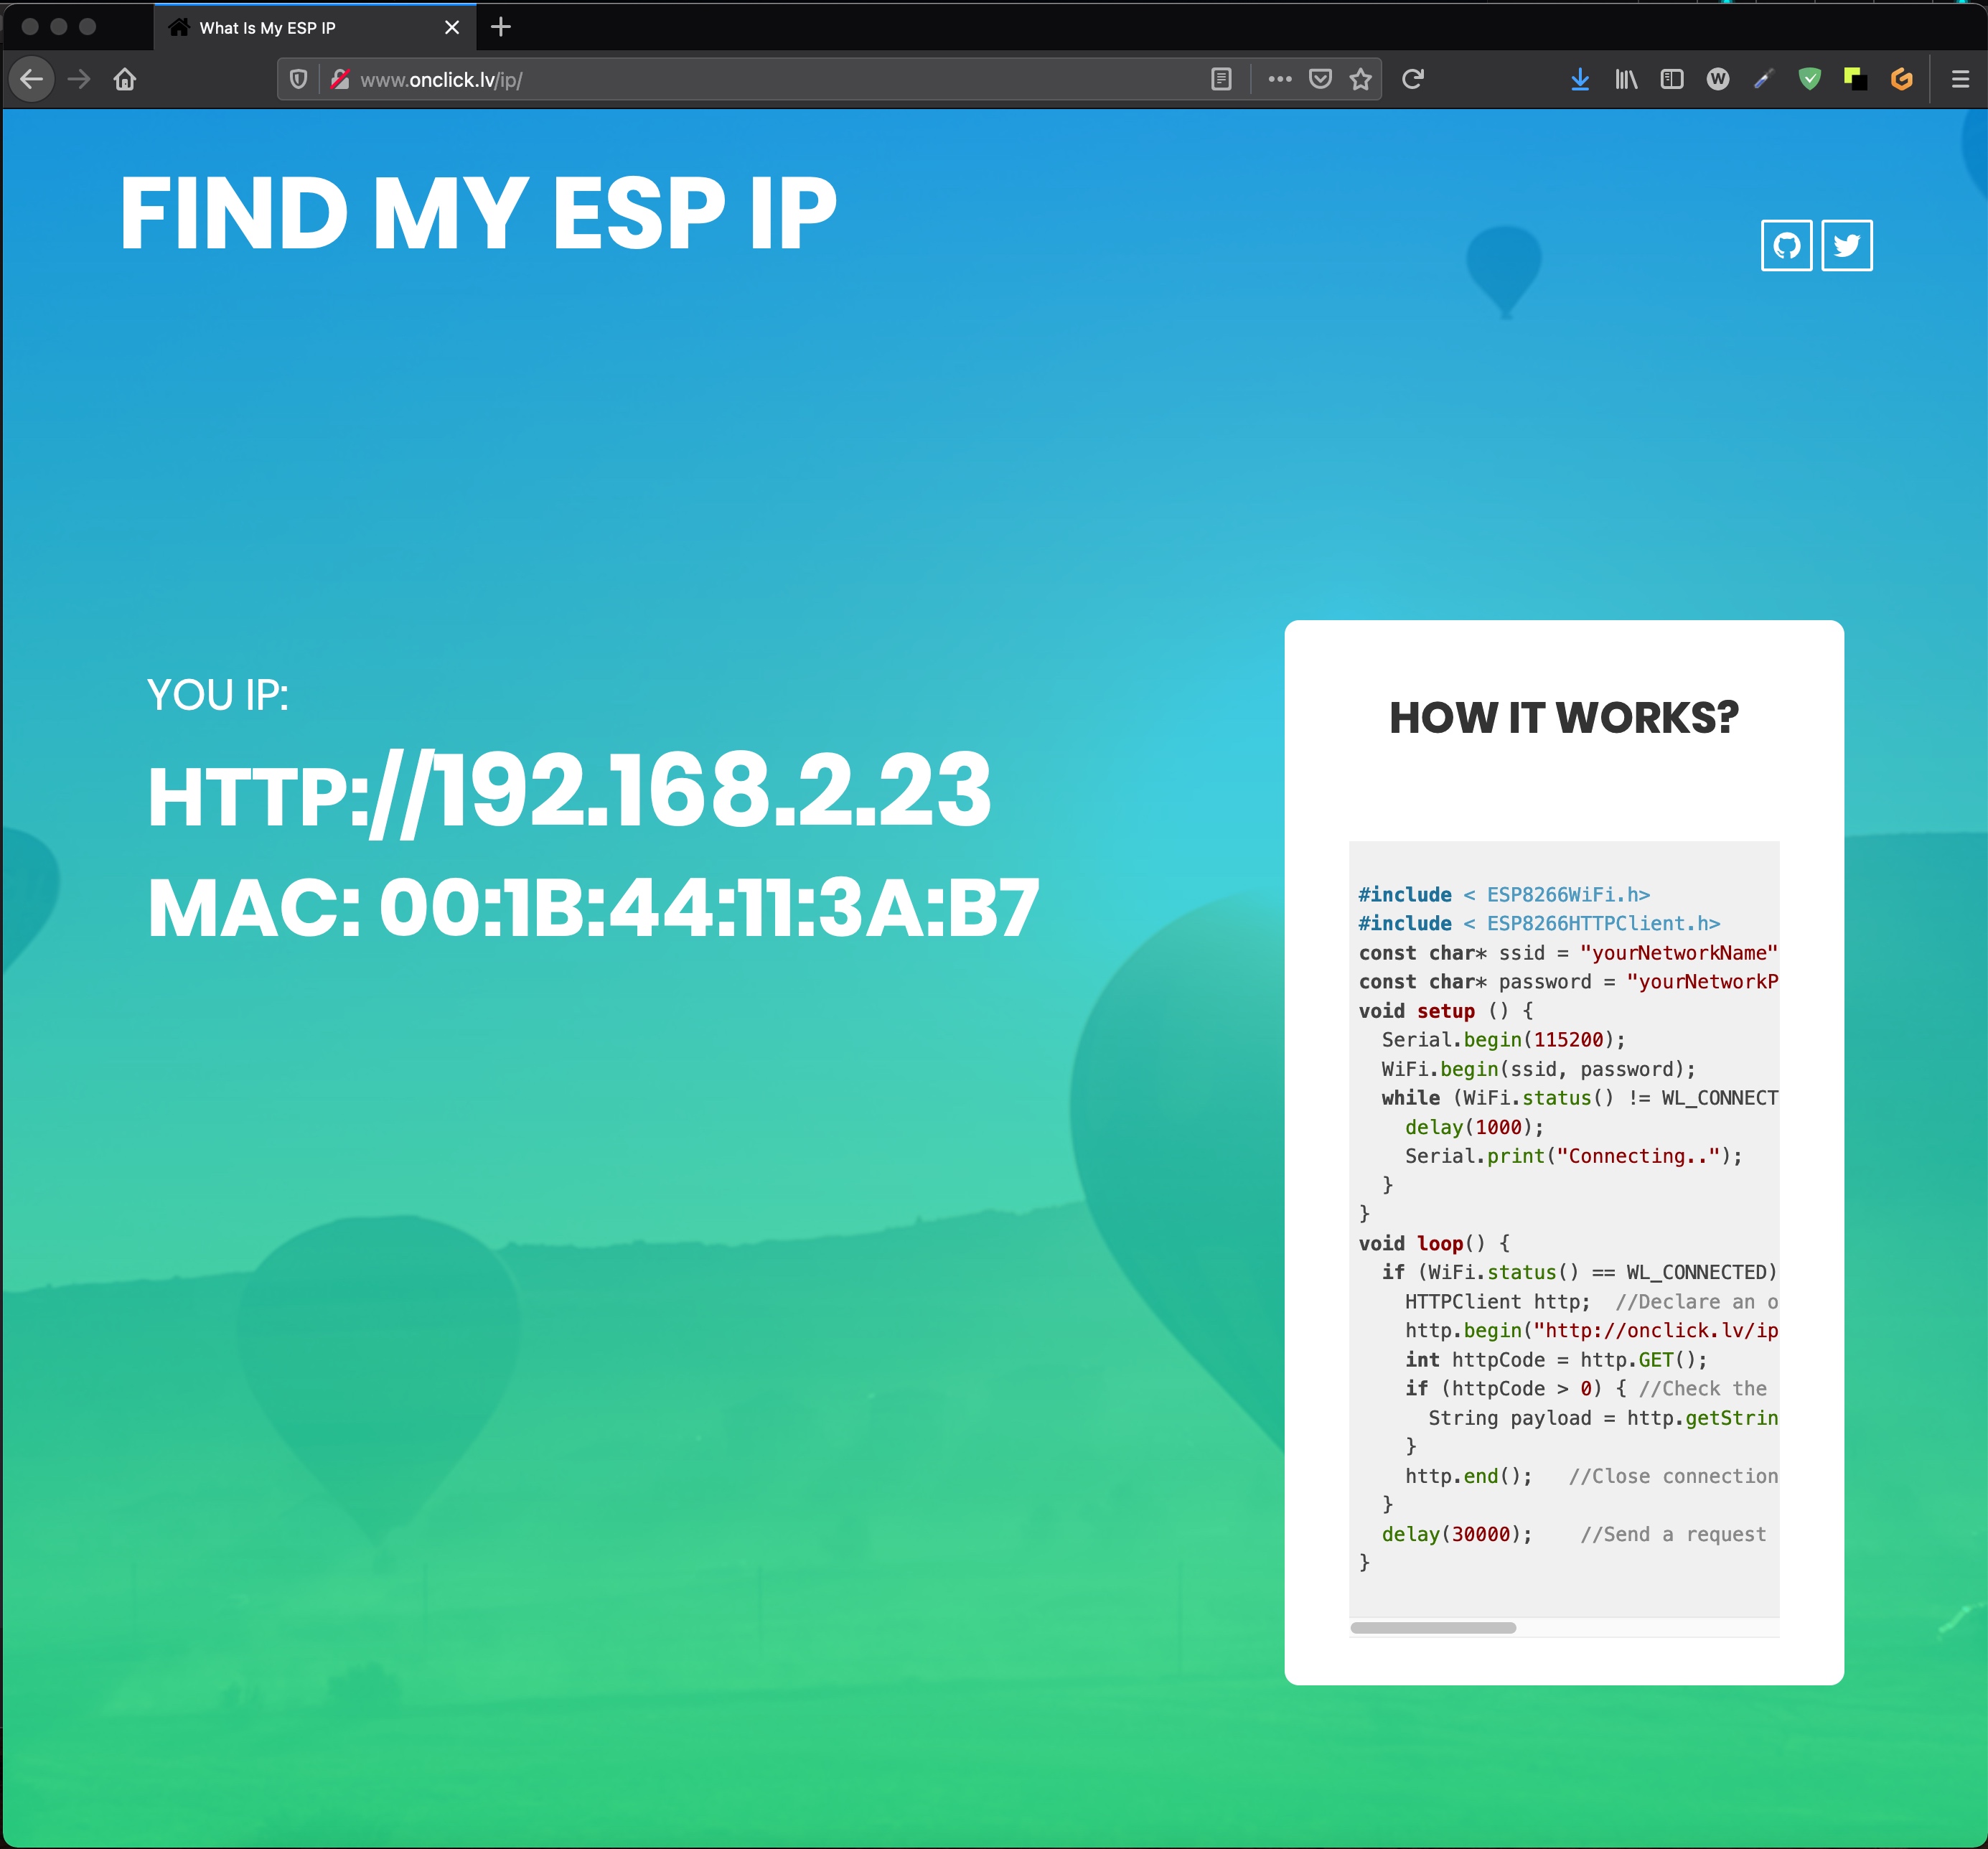 What Is My ESP IP
www.onclick.lv/ip/
FIND MY ESP IP
YOU IP:
HTTP://192.168.2.23
MAC: 00:1B:44:11:3A:B7
HOW IT WORKS?
#include < ESP8266WiFi.h>
#include < ESP8266HTTPClient.h>
const char* ssid = "yourNetworkName"
const char* password = "yourNetworkP
void setup () {
  Serial.begin(115200);
  WiFi.begin(ssid, password);
  while (WiFi.status() != WL_CONNECT
    delay(1000);
    Serial.print("Connecting..");
  }
}
void loop() {
  if (WiFi.status() == WL_CONNECTED)
    HTTPClient http;  //Declare an o
    http.begin("http://onclick.lv/ip
    int httpCode = http.GET();
    if (httpCode > 0) { //Check the
      String payload = http.getStrin
    }
    http.end();   //Close connection
  }
  delay(30000);    //Send a request
}